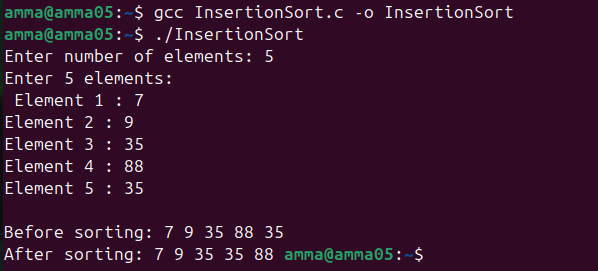 amma@amma05:~$ gcc InsertionSort.c -o InsertionSort
amma@amma05:~$ ./InsertionSort
Enter number of elements: 5
Enter 5 elements:
 Element 1 : 7
Element 2 : 9
Element 3 : 35
Element 4 : 88
Element 5 : 35

Before sorting: 7 9 35 88 35
After sorting: 7 9 35 35 88 amma@amma05:~$